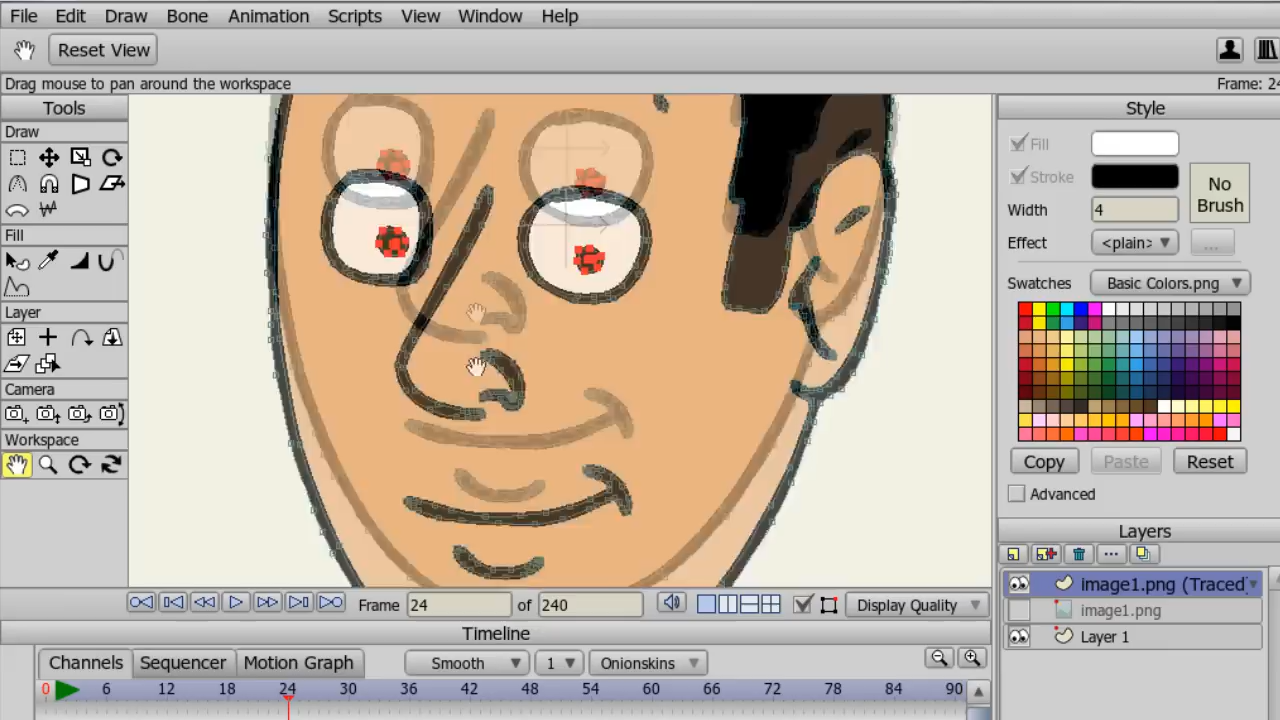 File Edit Draw Bone Animation Scripts View Window Help
Reset View
Drag mouse to pan around the workspace
Frame: 24
Tools
Draw
Fill
Layer
Camera
Workspace
Style
Fill
Stroke
No Brush
Width 4
Effect <plain> ...
Swatches Basic Colors.png
Copy Paste Reset
Advanced
Layers
image1.png (Traced)
image1.png
Layer 1
Frame 24 of 240 Display Quality
Timeline
Channels Sequencer Motion Graph Smooth 1 Onionskins
0 6 12 18 24 30 36 42 48 54 60 66 72 78 84 90